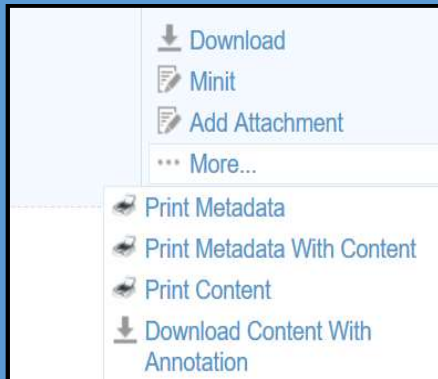 Download
Minit
Add Attachment
More...
Print Metadata
Print Metadata With Content
Print Content
Download Content With
Annotation